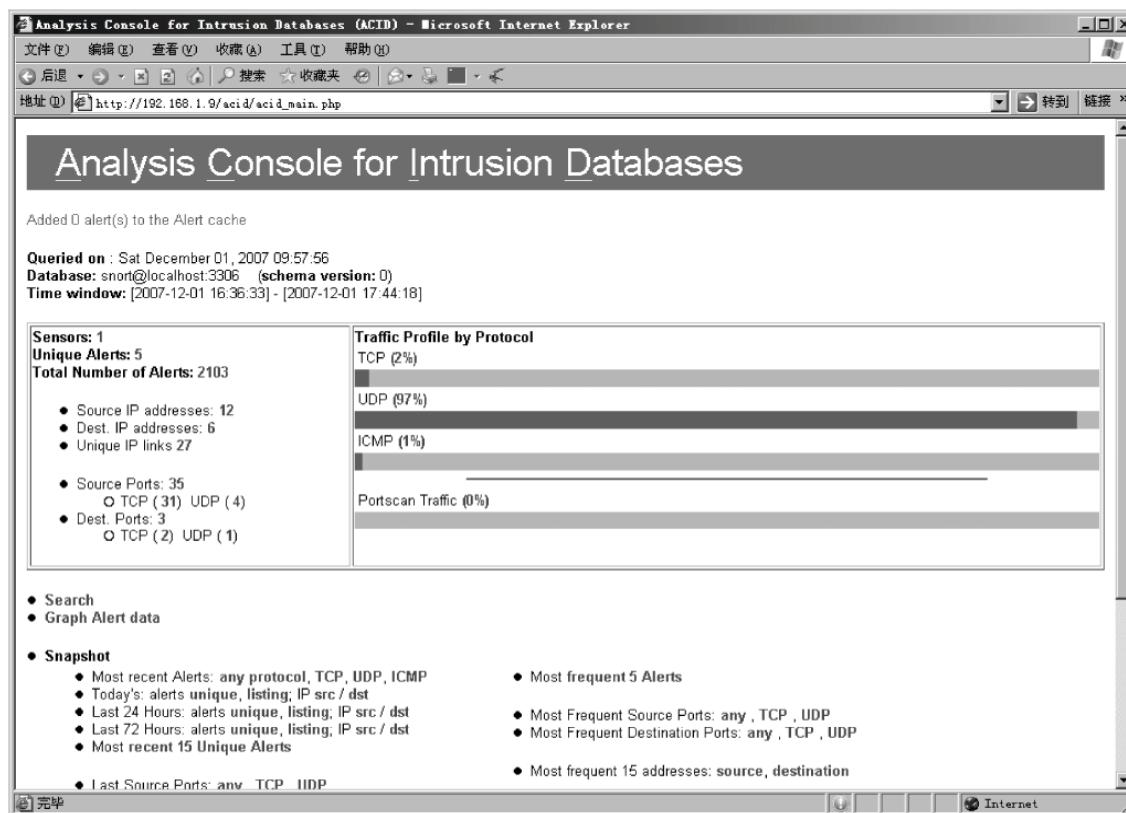 Analysis Console for Intrusion Databases (ACID) - Microsoft Internet Explorer
文件(F) 编辑(E) 查看(V) 收藏(A) 工具(T) 帮助(H)
后退 搜索 收藏夹
地址(D) http://192.168.1.9/acid/acid_main.php 转到 链接 »
Analysis Console for Intrusion Databases
Added 0 alert(s) to the Alert cache
Queried on : Sat December 01, 2007 09:57:56
Database: snort@localhost:3306 (schema version: 0)
Time window: [2007-12-01 16:36:33] - [2007-12-01 17:44:18]
Sensors: 1
Unique Alerts: 5
Total Number of Alerts: 2103
Source IP addresses: 12
Dest. IP addresses: 6
Unique IP links 27
Source Ports: 35
TCP ( 31) UDP ( 4)
Dest. Ports: 3
TCP ( 2) UDP ( 1)
Traffic Profile by Protocol
TCP (2%)
UDP (97%)
ICMP (1%)
Portscan Traffic (0%)
Search
Graph Alert data
Snapshot
Most recent Alerts: any protocol, TCP, UDP, ICMP
Today's: alerts unique, listing; IP src / dst
Last 24 Hours: alerts unique, listing; IP src / dst
Last 72 Hours: alerts unique, listing; IP src / dst
Most recent 15 Unique Alerts
Last Source Ports: any , TCP , UDP
Most frequent 5 Alerts
Most Frequent Source Ports: any , TCP , UDP
Most Frequent Destination Ports: any , TCP , UDP
Most frequent 15 addresses: source, destination
完毕 Internet